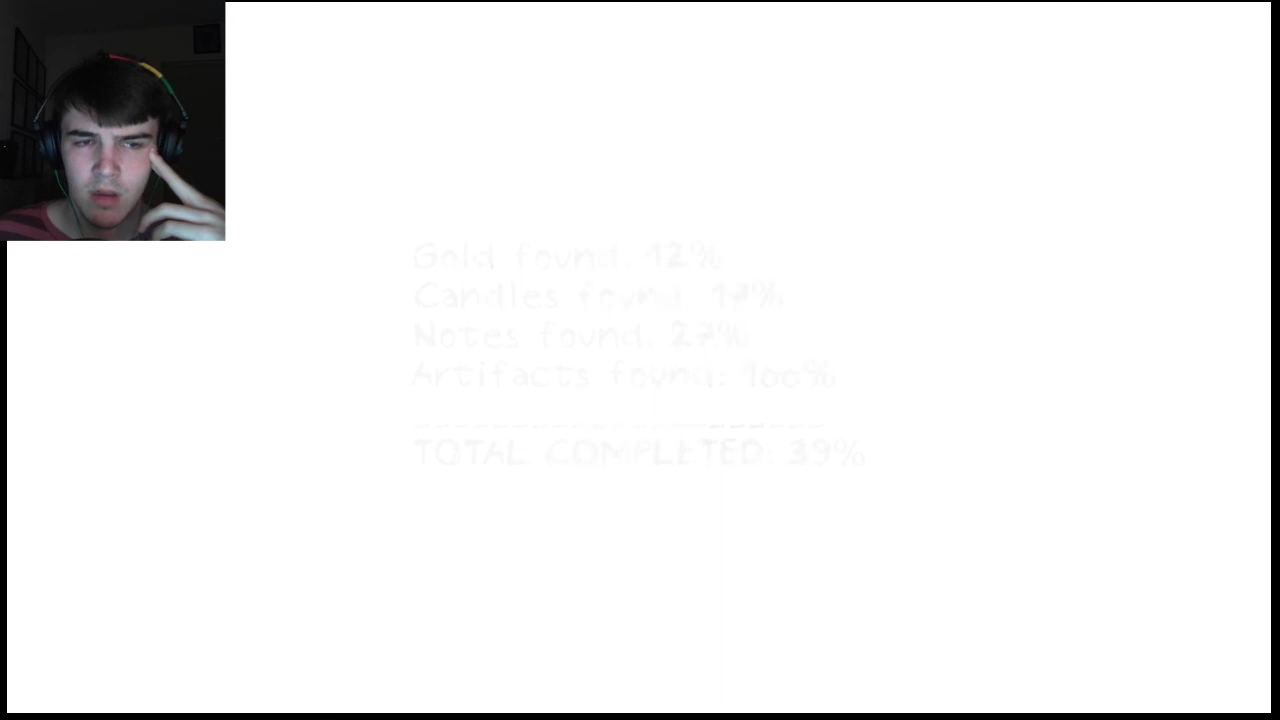 Gold found: 12%
Candles found: 17%
Notes found: 27%
Artifacts found: 100%
TOTAL COMPLETED: 39%